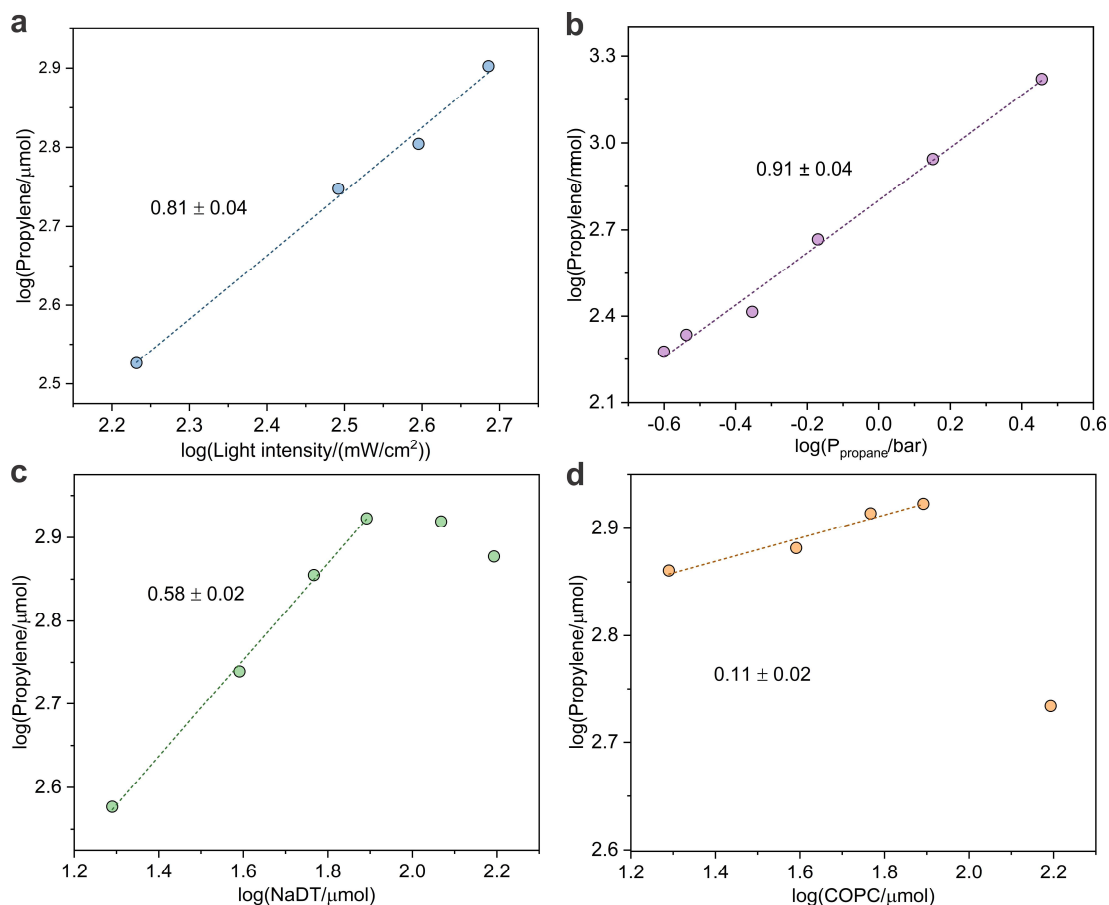 a
2.9
2.8
2.7
2.6
2.5
log(Propylene/μmol)
0.81 ± 0.04
2.2 2.3 2.4 2.5 2.6 2.7
log(Light intensity/(mW/cm²))
b
3.3
3.0
2.7
2.4
2.1
log(Propylene/mmol)
0.91 ± 0.04
-0.6 -0.4 -0.2 0.0 0.2 0.4 0.6
log(Ppropane/bar)
c
2.9
2.8
2.7
2.6
log(Propylene/μmol)
0.58 ± 0.02
1.2 1.4 1.6 1.8 2.0 2.2
log(NaDT/μmol)
d
2.9
2.8
2.7
2.6
log(Propylene/μmol)
0.11 ± 0.02
1.2 1.4 1.6 1.8 2.0 2.2
log(COPC/μmol)